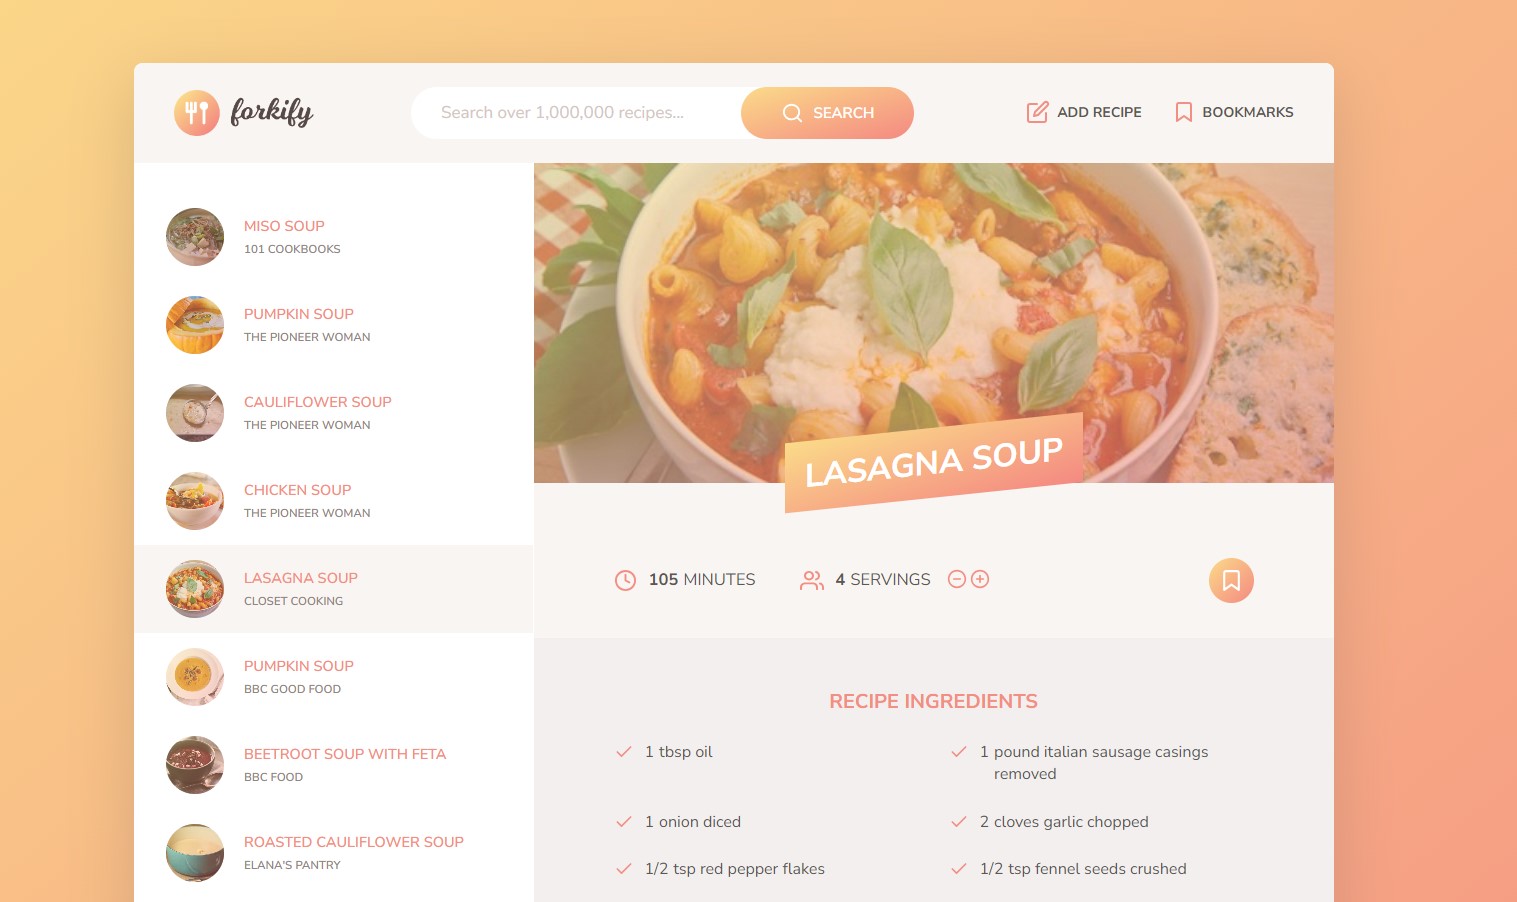 forkify
Search over 1,000,000 recipes...
SEARCH
ADD RECIPE
BOOKMARKS
MISO SOUP
101 COOKBOOKS
PUMPKIN SOUP
THE PIONEER WOMAN
CAULIFLOWER SOUP
THE PIONEER WOMAN
CHICKEN SOUP
THE PIONEER WOMAN
LASAGNA SOUP
CLOSET COOKING
PUMPKIN SOUP
BBC GOOD FOOD
BEETROOT SOUP WITH FETA
BBC FOOD
ROASTED CAULIFLOWER SOUP
ELANA'S PANTRY
LASAGNA SOUP
105 MINUTES
4 SERVINGS
RECIPE INGREDIENTS
1 tbsp oil
1 pound italian sausage casings
removed
1 onion diced
2 cloves garlic chopped
1/2 tsp red pepper flakes
1/2 tsp fennel seeds crushed